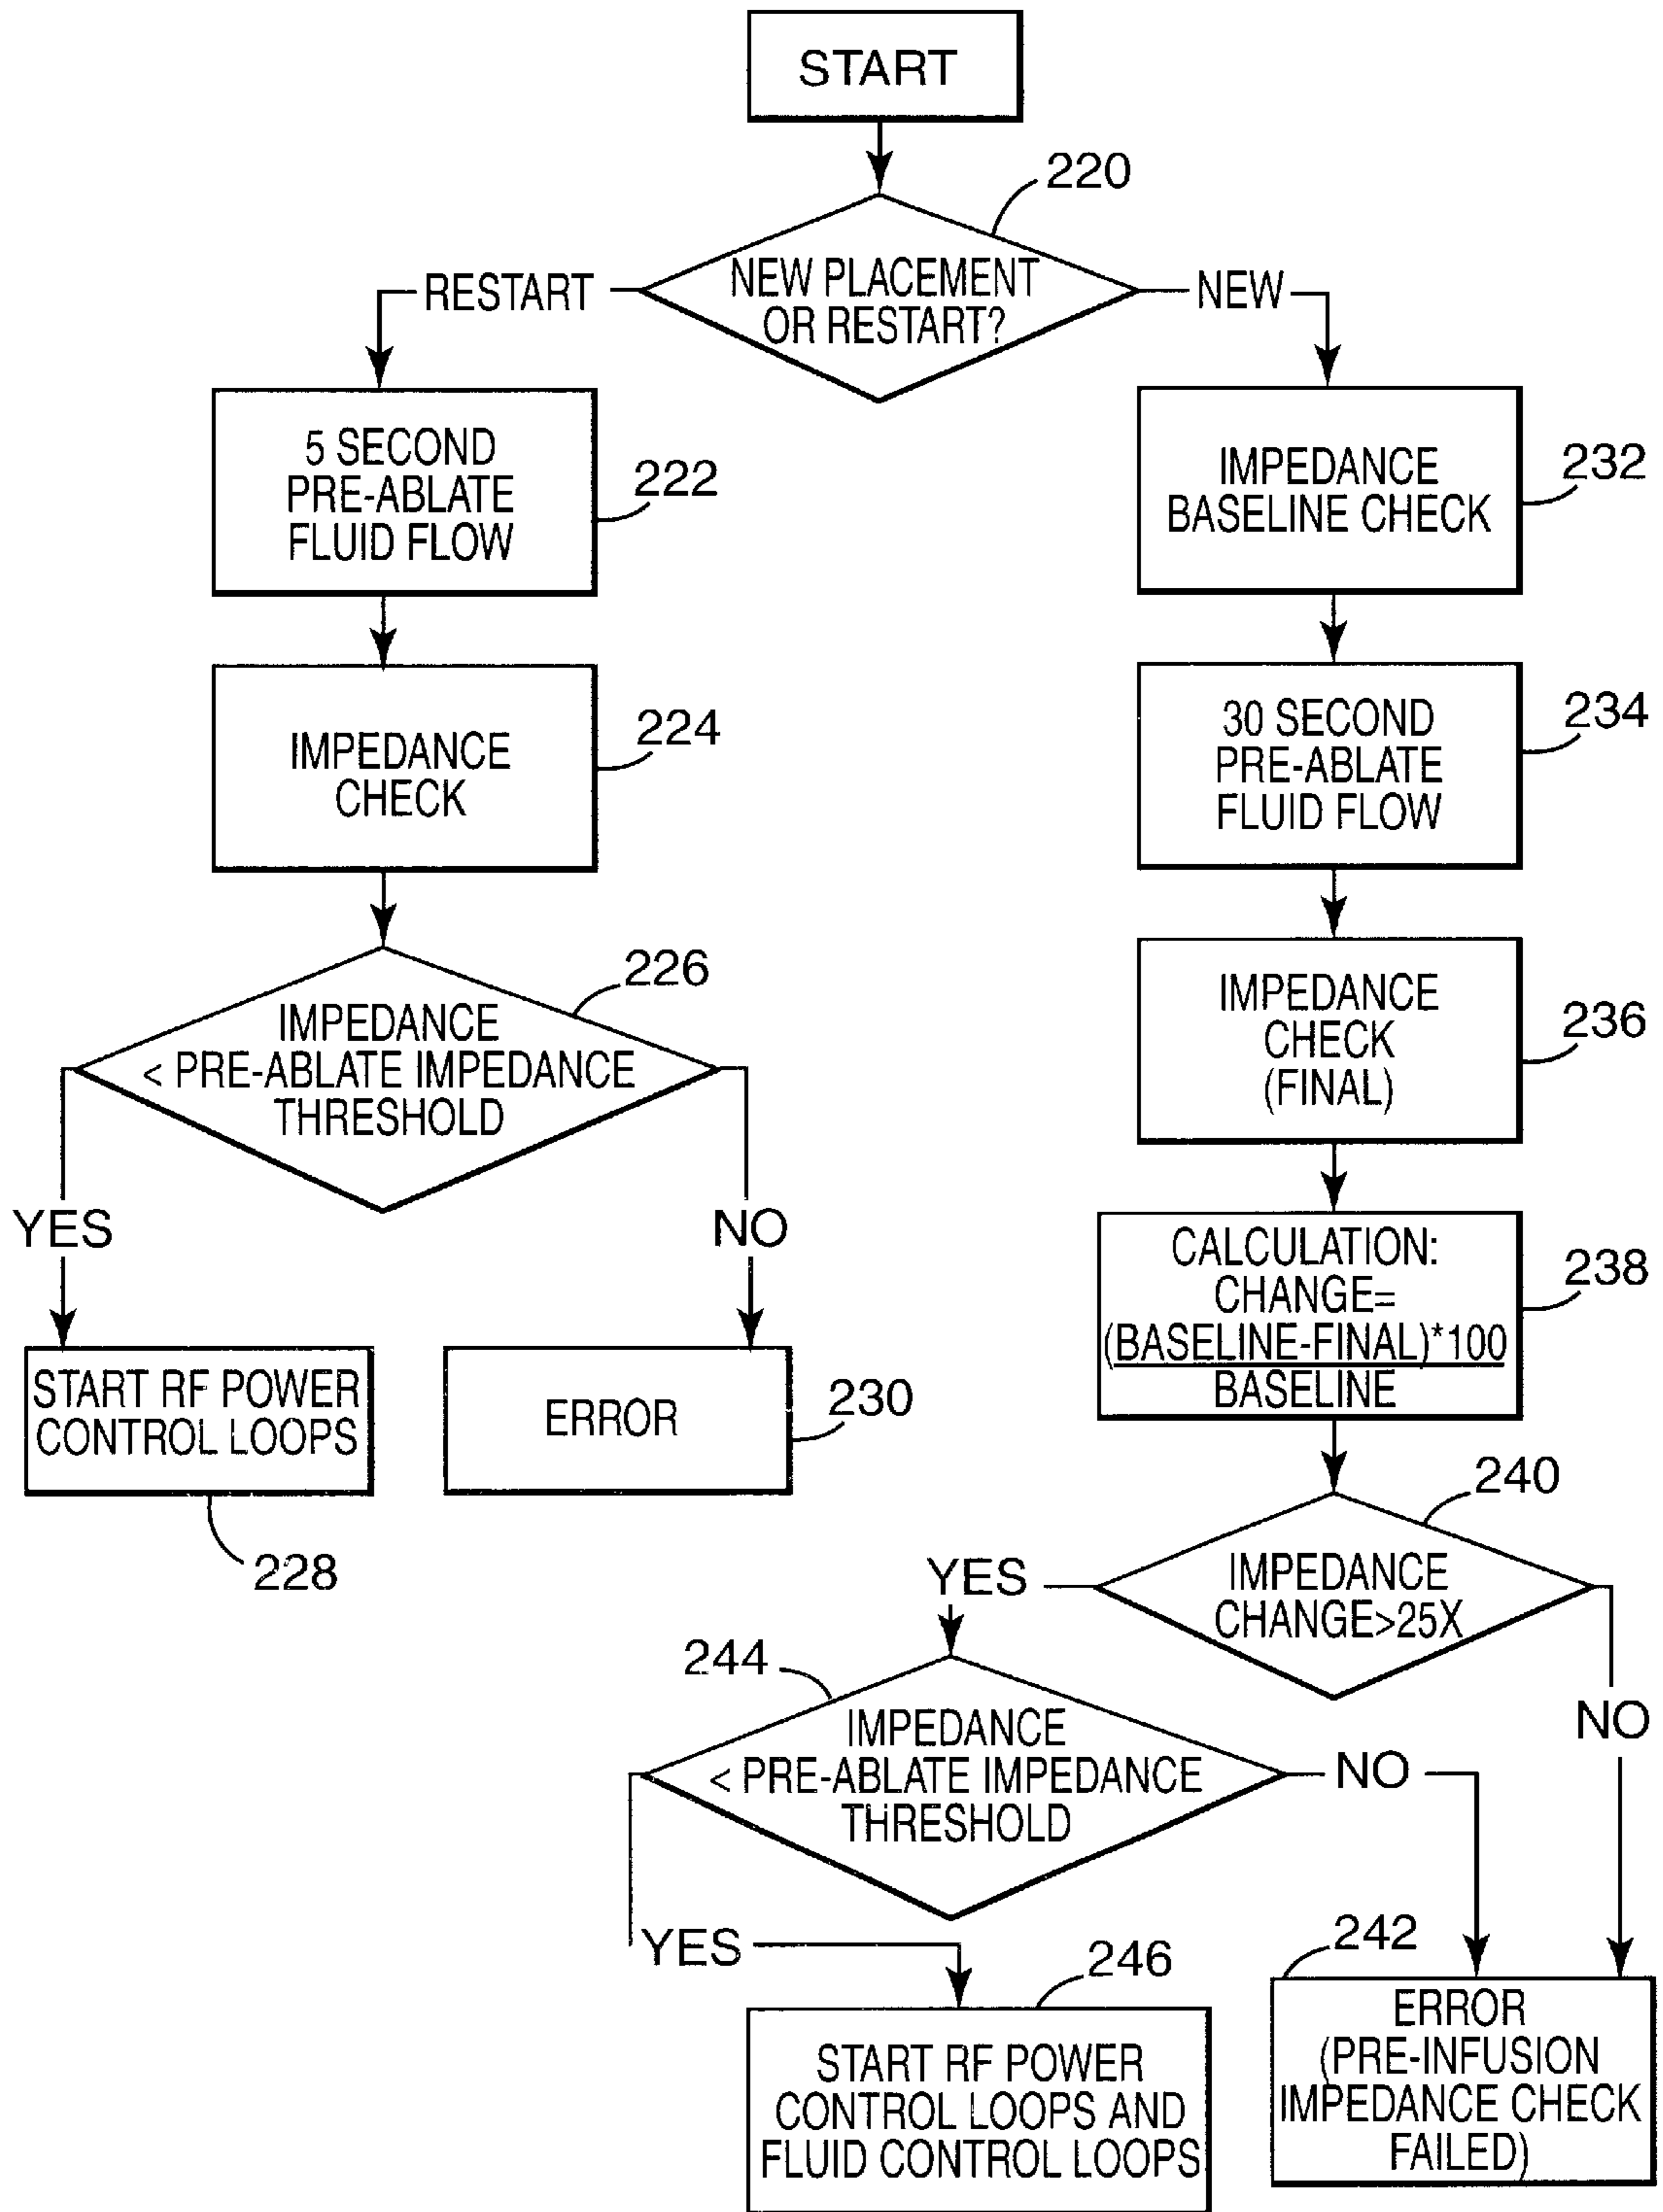 START
220
NEW PLACEMENT
OR RESTART?
RESTART
NEW
5 SECOND
PRE-ABLATE
FLUID FLOW
222
IMPEDANCE
BASELINE CHECK
232
IMPEDANCE
CHECK
224
30 SECOND
PRE-ABLATE
FLUID FLOW
234
226
IMPEDANCE
< PRE-ABLATE IMPEDANCE
THRESHOLD
IMPEDANCE
CHECK
(FINAL)
236
YES
NO
CALCULATION:
CHANGE=
(BASELINE-FINAL)*100
BASELINE
238
START RF POWER
CONTROL LOOPS
228
ERROR
230
240
IMPEDANCE
CHANGE>25X
YES
NO
244
IMPEDANCE
< PRE-ABLATE IMPEDANCE
THRESHOLD
NO
YES
246
START RF POWER
CONTROL LOOPS AND
FLUID CONTROL LOOPS
242
ERROR
(PRE-INFUSION
IMPEDANCE CHECK
FAILED)